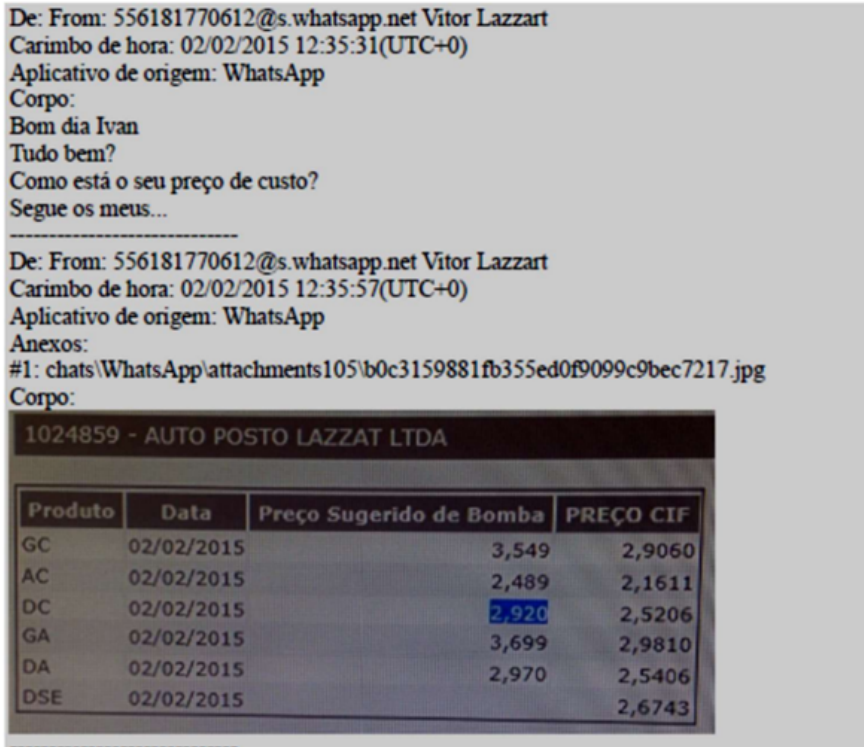 De: From: 556181770612@s.whatsapp.net Vitor Lazzart
Carimbo de hora: 02/02/2015 12:35:31(UTC+0)
Aplicativo de origem: WhatsApp
Corpo:
Bom dia Ivan
Tudo bem?
Como está o seu preço de custo?
Segue os meus...
-----------------------------
De: From: 556181770612@s.whatsapp.net Vitor Lazzart
Carimbo de hora: 02/02/2015 12:35:57(UTC+0)
Aplicativo de origem: WhatsApp
Anexos:
#1: chats\WhatsApp\attachments105\b0c3159881fb355ed0f9099c9bec7217.jpg
Corpo:
1024859 - AUTO POSTO LAZZAT LTDA
Produto Data Preço Sugerido de Bomba PREÇO CIF
GC 02/02/2015 3,549 2,9060
AC 02/02/2015 2,489 2,1611
DC 02/02/2015 2,920 2,5206
GA 02/02/2015 3,699 2,9810
DA 02/02/2015 2,970 2,5406
DSE 02/02/2015 2,6743
-----------------------------